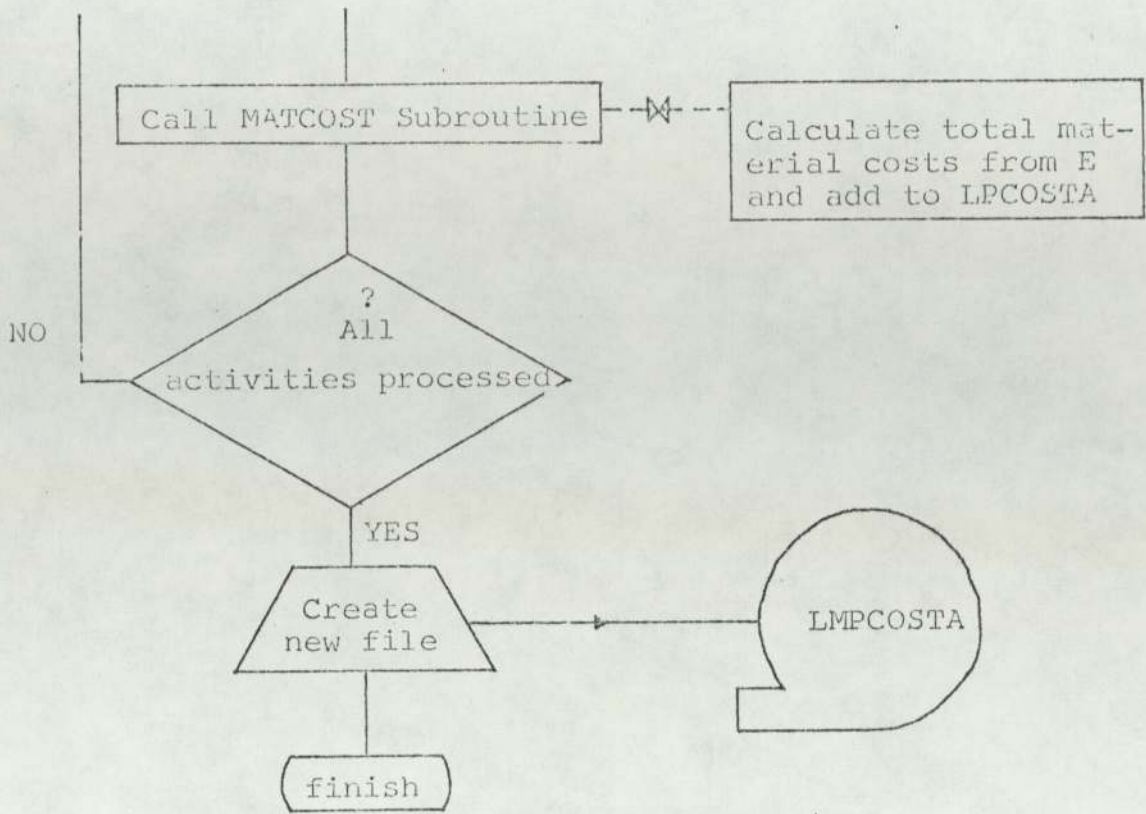 Call MATCOST Subroutine
Calculate total mat-
erial costs from E
and add to LPCOSTA
?
All
activities processed
NO
YES
Create
new file
LMPCOSTA
finish